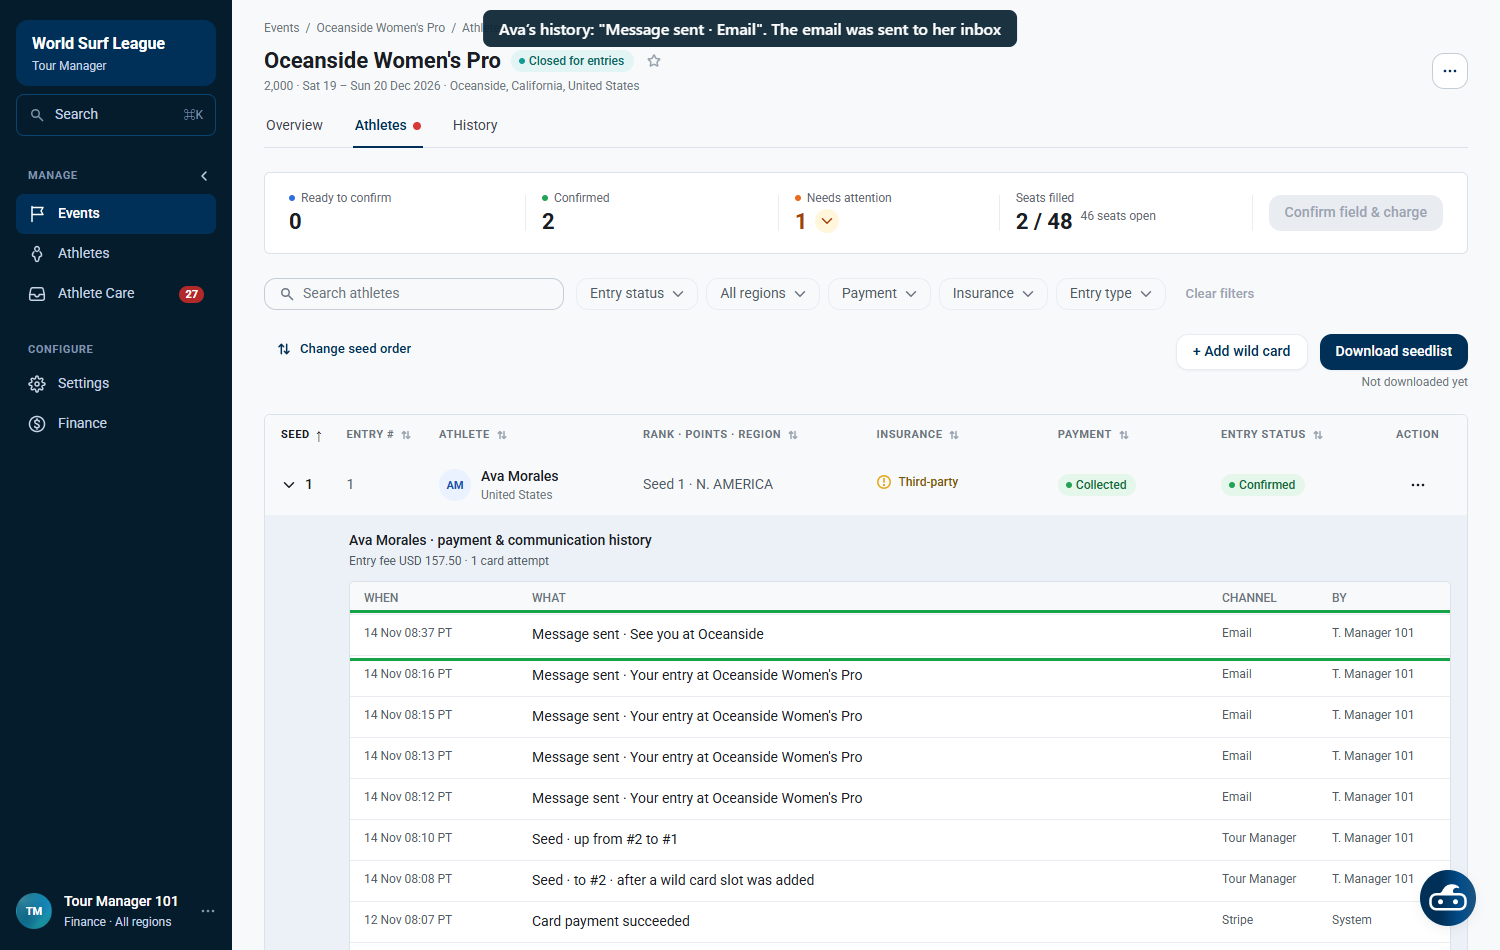 World Surf League
Tour Manager
Search ⌘K
MANAGE
Events
Athletes
Athlete Care 27
CONFIGURE
Settings
Finance
TM
Tour Manager 101
Finance · All regions
Events / Oceanside Women's Pro /
Ava's history: "Message sent · Email". The email was sent to her inbox
Oceanside Women's Pro Closed for entries
2,000 · Sat 19 – Sun 20 Dec 2026 · Oceanside, California, United States
Overview Athletes History
Ready to confirm
0
Confirmed
2
Needs attention
1
Seats filled
2 / 48 46 seats open
Confirm field & charge
Search athletes Entry status All regions Payment Insurance Entry type Clear filters
Change seed order
+ Add wild card Download seedlist
Not downloaded yet
SEED ↑ ENTRY # ATHLETE RANK · POINTS · REGION INSURANCE PAYMENT ENTRY STATUS ACTION
1 1 AM Ava Morales Seed 1 · N. AMERICA Third-party Collected Confirmed
United States
Ava Morales · payment & communication history
Entry fee USD 157.50 · 1 card attempt
WHEN WHAT CHANNEL BY
14 Nov 08:37 PT Message sent · See you at Oceanside Email T. Manager 101
14 Nov 08:16 PT Message sent · Your entry at Oceanside Women's Pro Email T. Manager 101
14 Nov 08:15 PT Message sent · Your entry at Oceanside Women's Pro Email T. Manager 101
14 Nov 08:13 PT Message sent · Your entry at Oceanside Women's Pro Email T. Manager 101
14 Nov 08:12 PT Message sent · Your entry at Oceanside Women's Pro Email T. Manager 101
14 Nov 08:10 PT Seed · up from #2 to #1 Tour Manager T. Manager 101
14 Nov 08:08 PT Seed · to #2 · after a wild card slot was added Tour Manager T. Manager 101
12 Nov 08:07 PT Card payment succeeded Stripe System